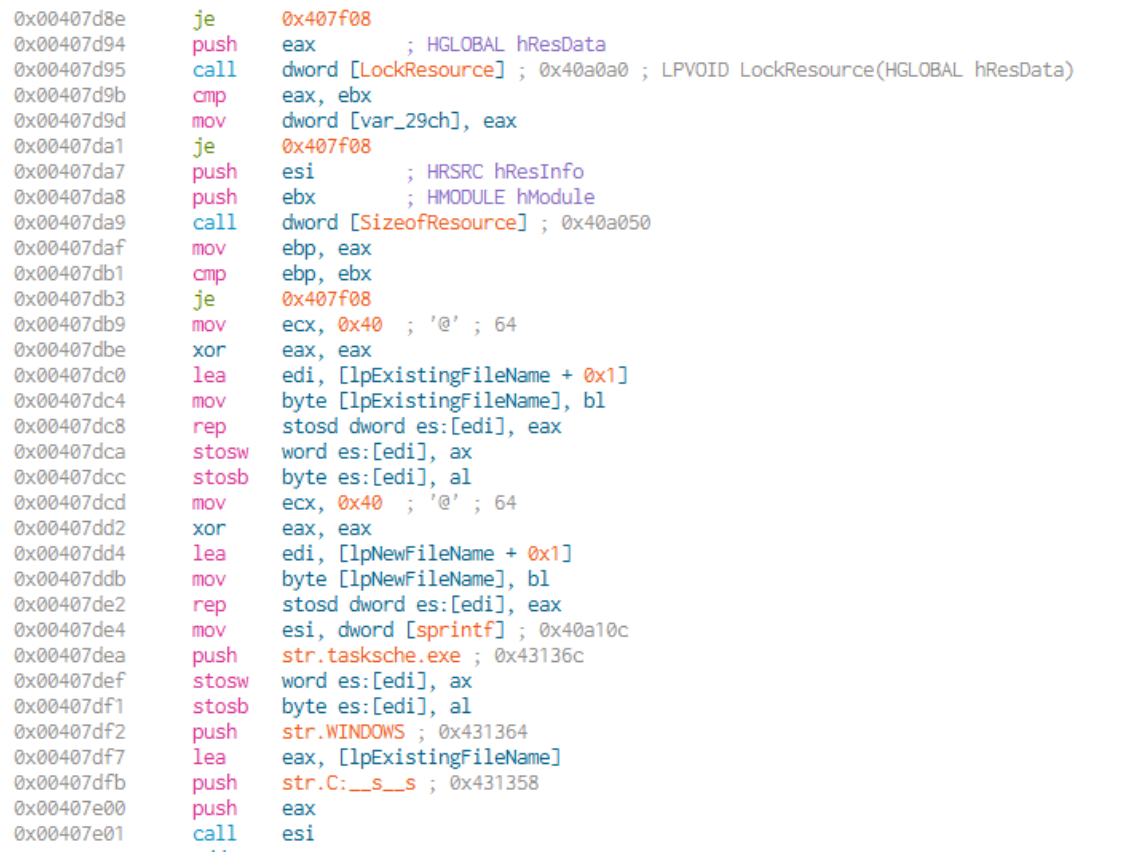 0x00407d8e je 0x407f08
0x00407d94 push eax ; HGLOBAL hResData
0x00407d95 call dword [LockResource] ; 0x40a0a0 ; LPVOID LockResource(HGLOBAL hResData)
0x00407d9b cmp eax, ebx
0x00407d9d mov dword [var_29ch], eax
0x00407da1 je 0x407f08
0x00407da7 push esi ; HRSRC hResInfo
0x00407da8 push ebx ; HMODULE hModule
0x00407da9 call dword [SizeofResource] ; 0x40a050
0x00407daf mov ebp, eax
0x00407db1 cmp ebp, ebx
0x00407db3 je 0x407f08
0x00407db9 mov ecx, 0x40 ; '@' ; 64
0x00407dbe xor eax, eax
0x00407dc0 lea edi, [lpExistingFileName + 0x1]
0x00407dc4 mov byte [lpExistingFileName], bl
0x00407dc8 rep stosd dword es:[edi], eax
0x00407dca stosw word es:[edi], ax
0x00407dcc stosb byte es:[edi], al
0x00407dcd mov ecx, 0x40 ; '@' ; 64
0x00407dd2 xor eax, eax
0x00407dd4 lea edi, [lpNewFileName + 0x1]
0x00407ddb mov byte [lpNewFileName], bl
0x00407de2 rep stosd dword es:[edi], eax
0x00407de4 mov esi, dword [sprintf] ; 0x40a10c
0x00407dea push str.tasksche.exe ; 0x43136c
0x00407def stosw word es:[edi], ax
0x00407df1 stosb byte es:[edi], al
0x00407df2 push str.WINDOWS ; 0x431364
0x00407df7 lea eax, [lpExistingFileName]
0x00407dfb push str.C:__s__s ; 0x431358
0x00407e00 push eax
0x00407e01 call esi